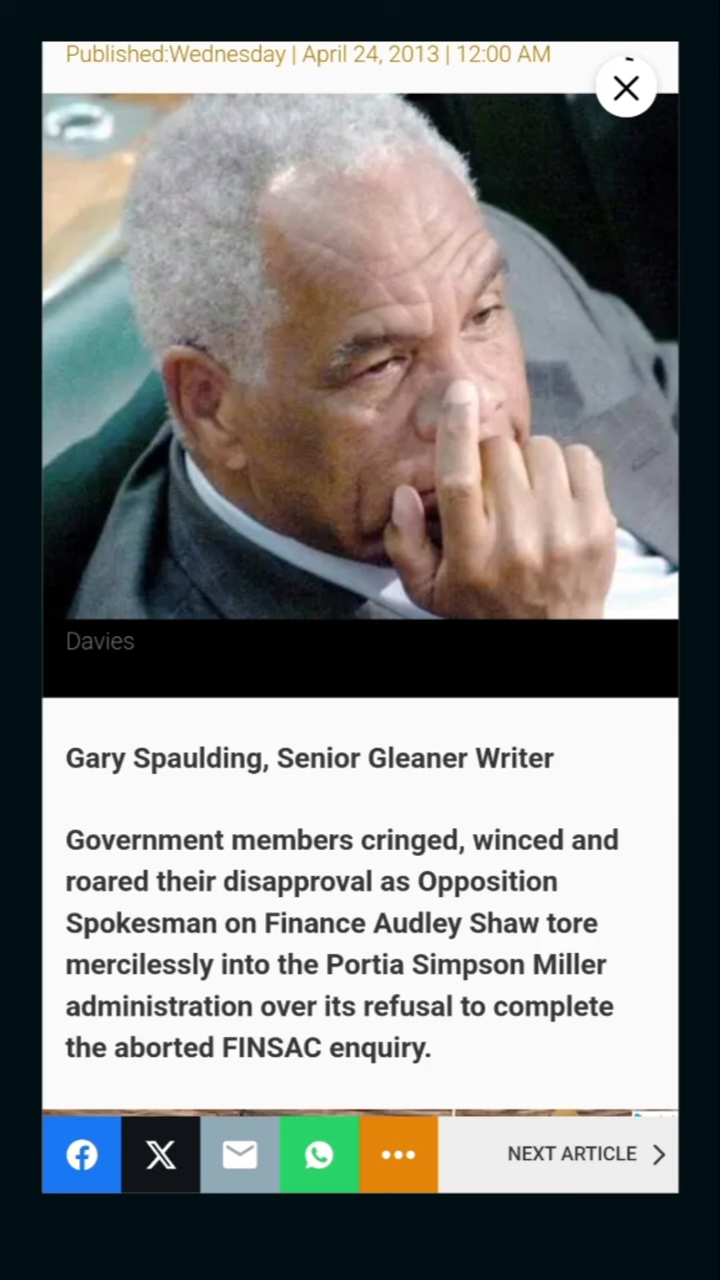 Published:Wednesday | April 24, 2013 | 12:00 AM
Davies
Gary Spaulding, Senior Gleaner Writer
Government members cringed, winced and
roared their disapproval as Opposition
Spokesman on Finance Audley Shaw tore
mercilessly into the Portia Simpson Miller
administration over its refusal to complete
the aborted FINSAC enquiry.
NEXT ARTICLE